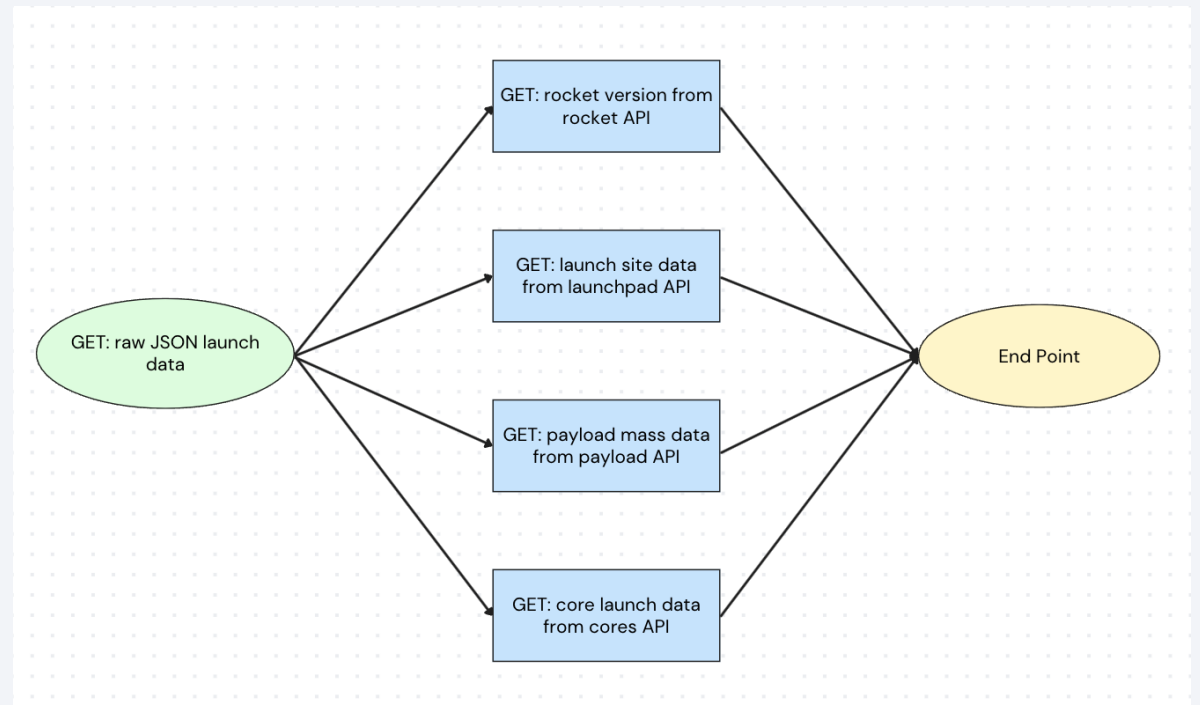 GET: rocket version from
rocket API
GET: launch site data
from launchpad API
GET: raw JSON launch
data
End Point
GET: payload mass data
from payload API
GET: core launch data
from cores API